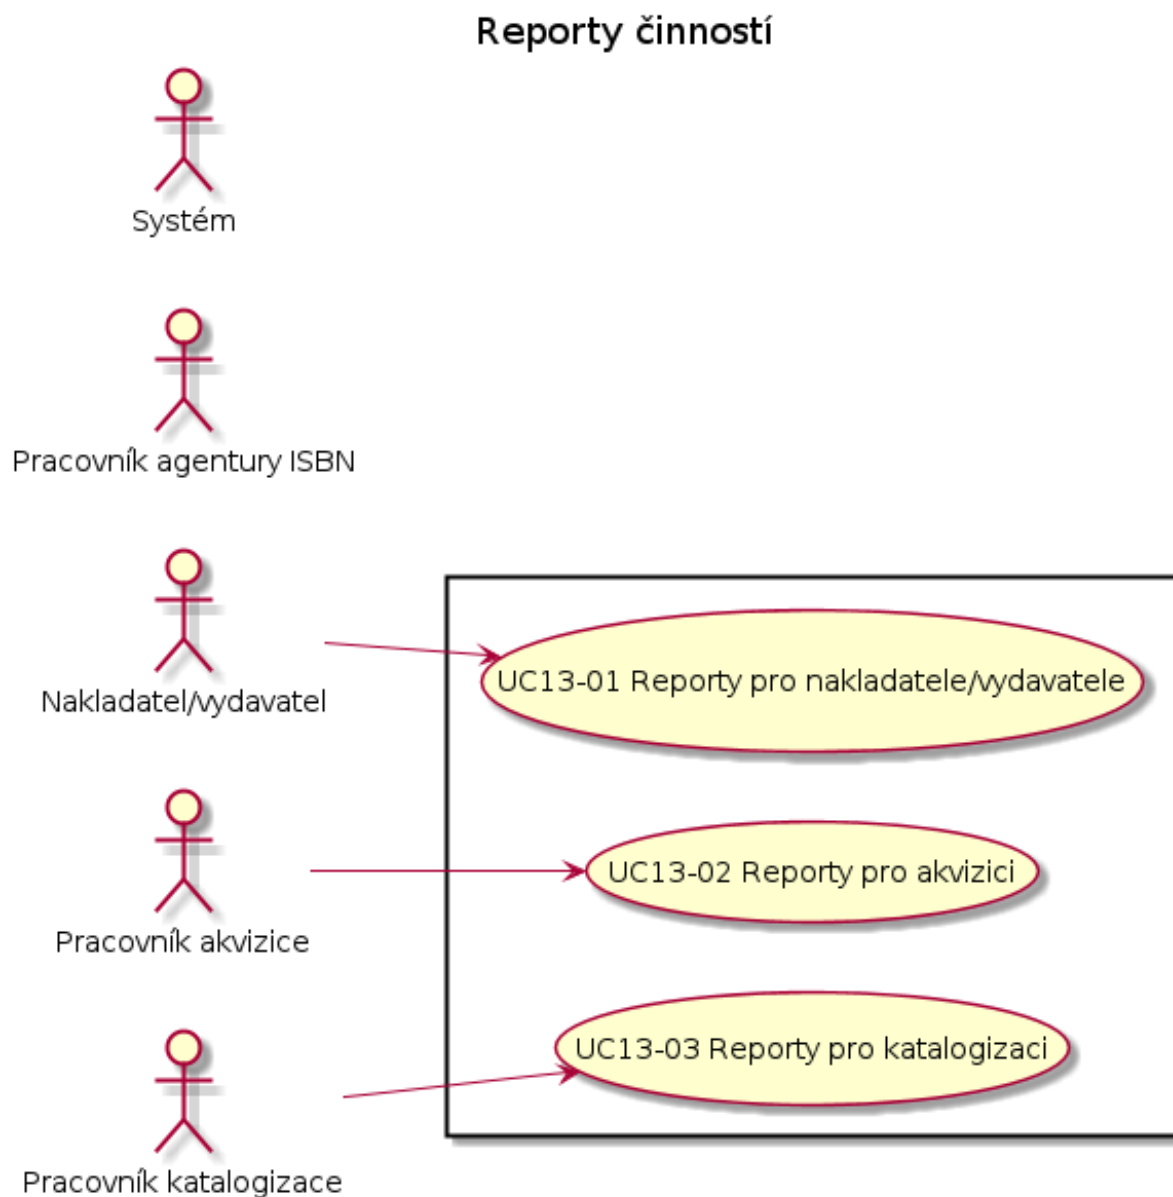 Reporty činností
Systém
Pracovník agentury ISBN
Nakladatel/vydavatel
UC13-01 Reporty pro nakladatele/vydavatele
Pracovník akvizice
UC13-02 Reporty pro akvizici
Pracovník katalogizace
UC13-03 Reporty pro katalogizaci